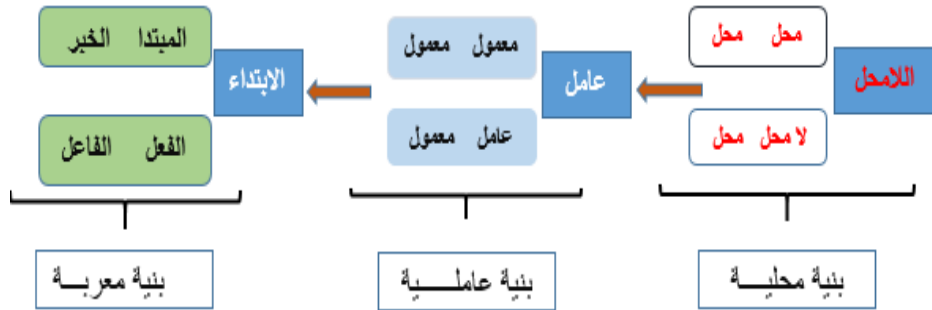 محل محل
اللامحل
لا محل محل
بنية محليـــة
معمول معمول
عامل
عامل معمول
بنية عاملـــــية
المبتدا الخبر
الابتداء
الفعل الفاعل
بنية معربـــة